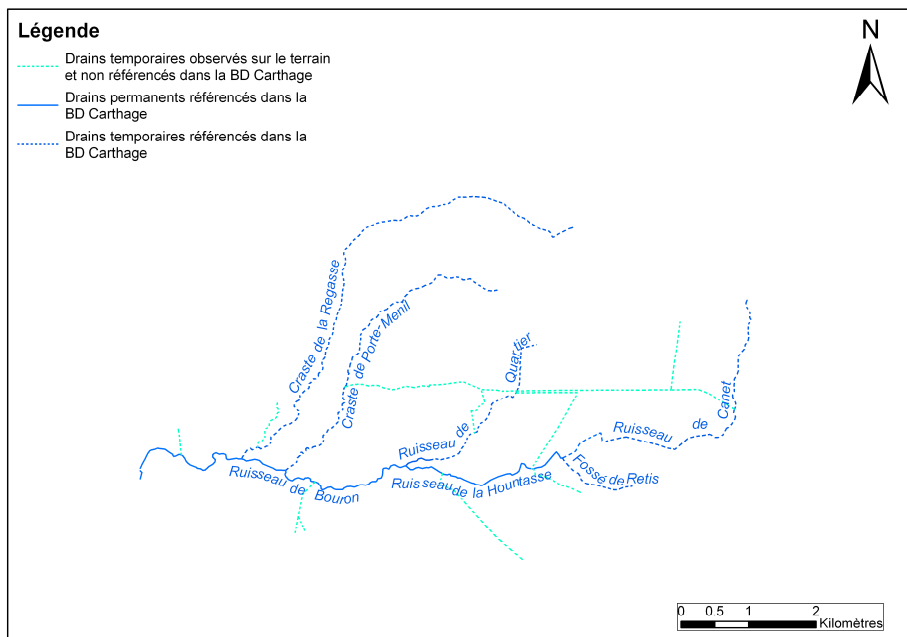 Légende
N
Drains temporaires observés sur le terrain
et non référencés dans la BD Carthage
Drains permanents référencés dans la
BD Carthage
Drains temporaires référencés dans la
BD Carthage
Craste de la Regasse
Craste de Porte-Menil
Quartier
Ruisseau de
Canet
Ruisseau de
Fosse de Retis
Ruisseau de Bouron
Ruisseau de la Hountasse
0 0.5 1 2
Kilomètres